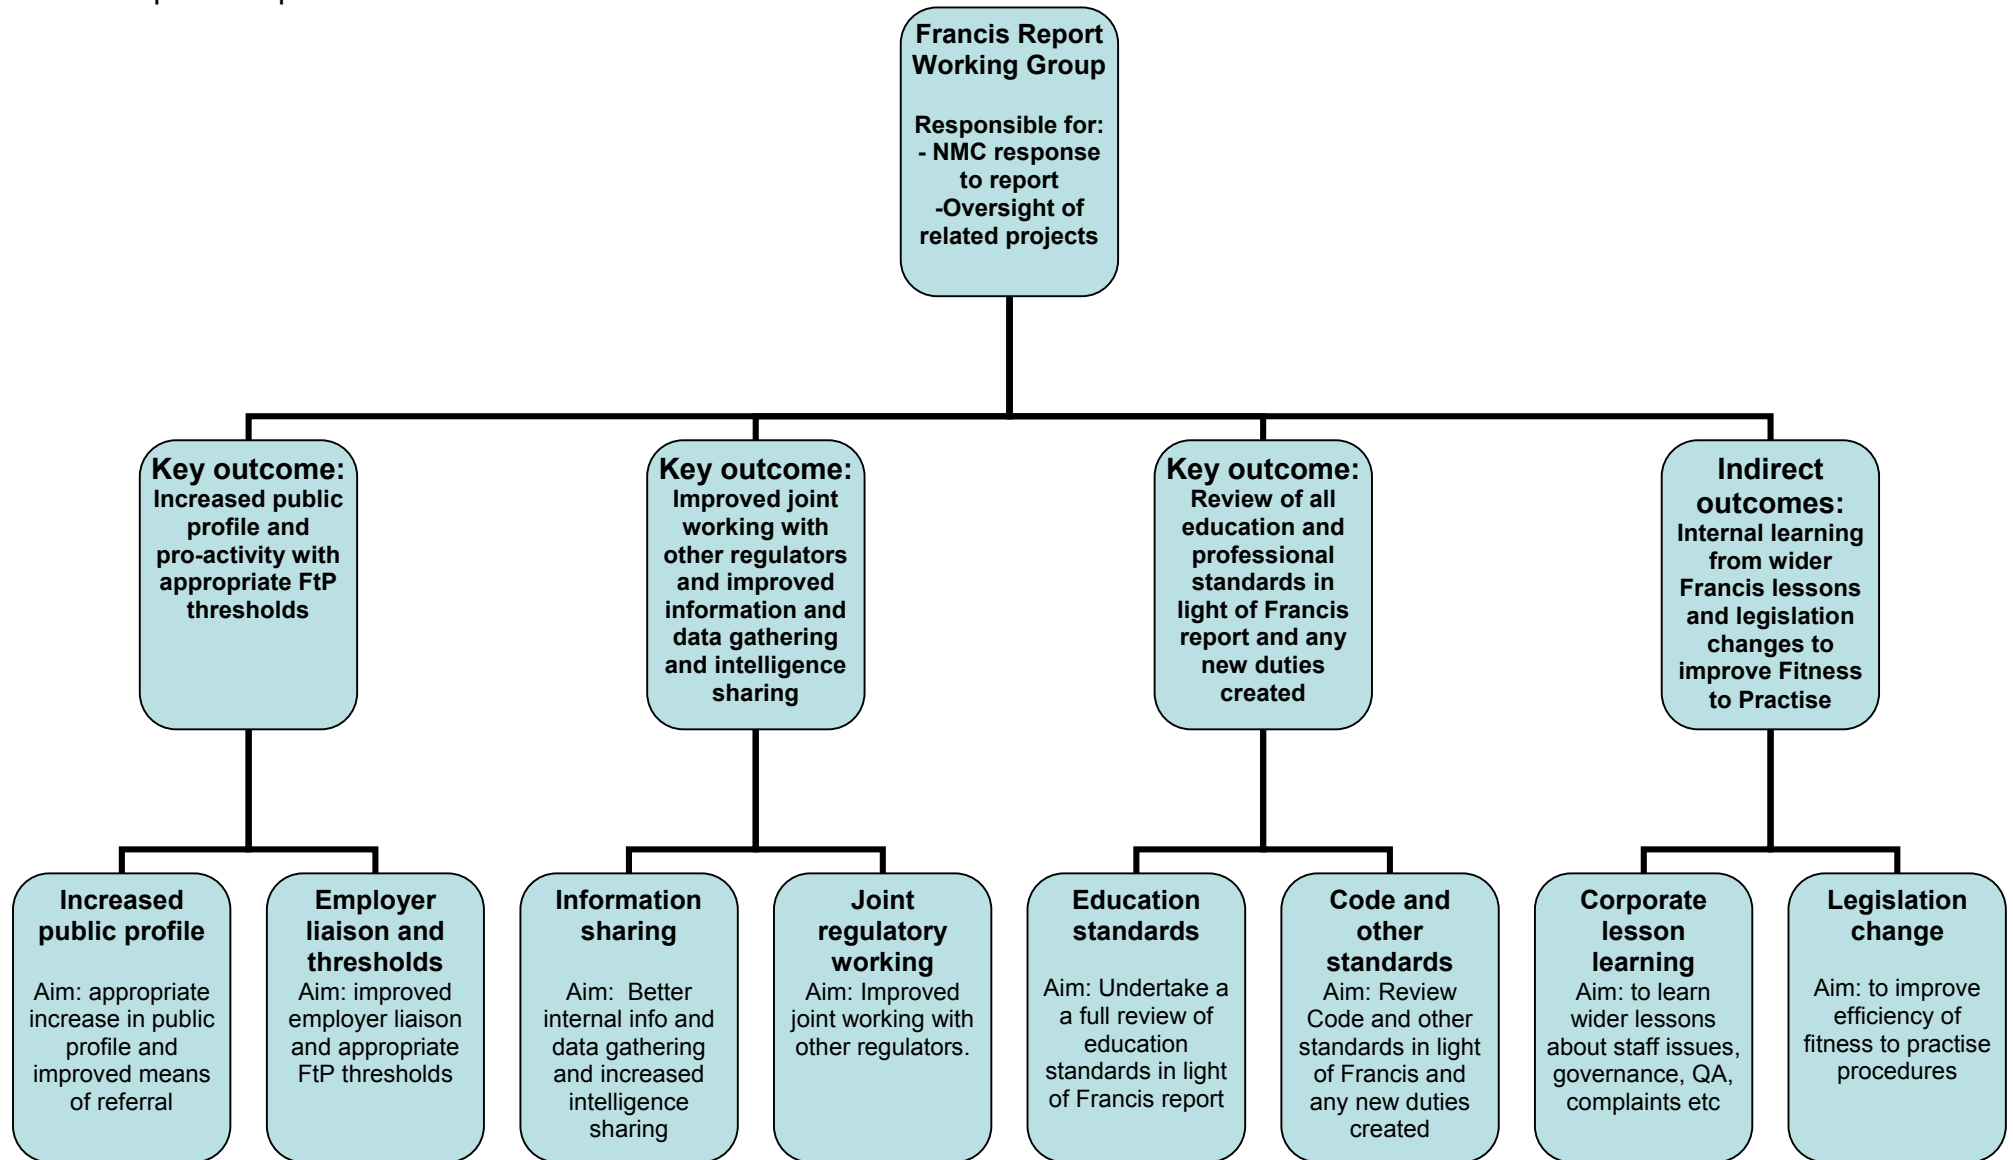 Francis Report
Working Group
Responsible for:
- NMC response
to report
-Oversight of
related projects
Key outcome:
Increased public
profile and
pro-activity with
appropriate FtP
thresholds
Key outcome:
Improved joint
working with
other regulators
and improved
information and
data gathering
and intelligence
sharing
Key outcome:
Review of all
education and
professional
standards in
light of Francis
report and any
new duties
created
Indirect
outcomes:
Internal learning
from wider
Francis lessons
and legislation
changes to
improve Fitness
to Practise
Increased
public profile
Aim: appropriate
increase in public
profile and
improved means
of referral
Employer
liaison and
thresholds
Aim: improved
employer liaison
and appropriate
FtP thresholds
Information
sharing
Aim:  Better
internal info and
data gathering
and increased
intelligence
sharing
Joint
regulatory
working
Aim: Improved
joint working with
other regulators.
Education
standards
Aim: Undertake a
a full review of
education
standards in light
of Francis report
Code and
other
standards
Aim: Review
Code and other
standards in light
of Francis and
any new duties
created
Corporate
lesson
learning
Aim: to learn
wider lessons
about staff issues,
governance, QA,
complaints etc
Legislation
change
Aim: to improve
efficiency of
fitness to practise
procedures